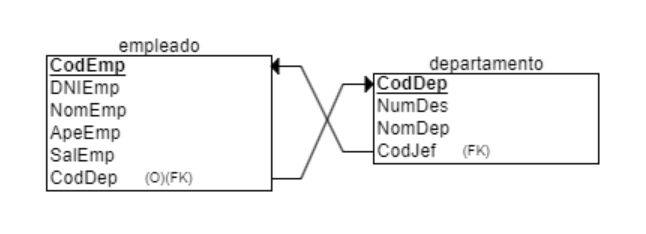 empleado
CodEmp
DNIEmp
NomEmp
ApeEmp
SalEmp
CodDep (O)(FK)
departamento
CodDep
NumDes
NomDep
CodJef (FK)